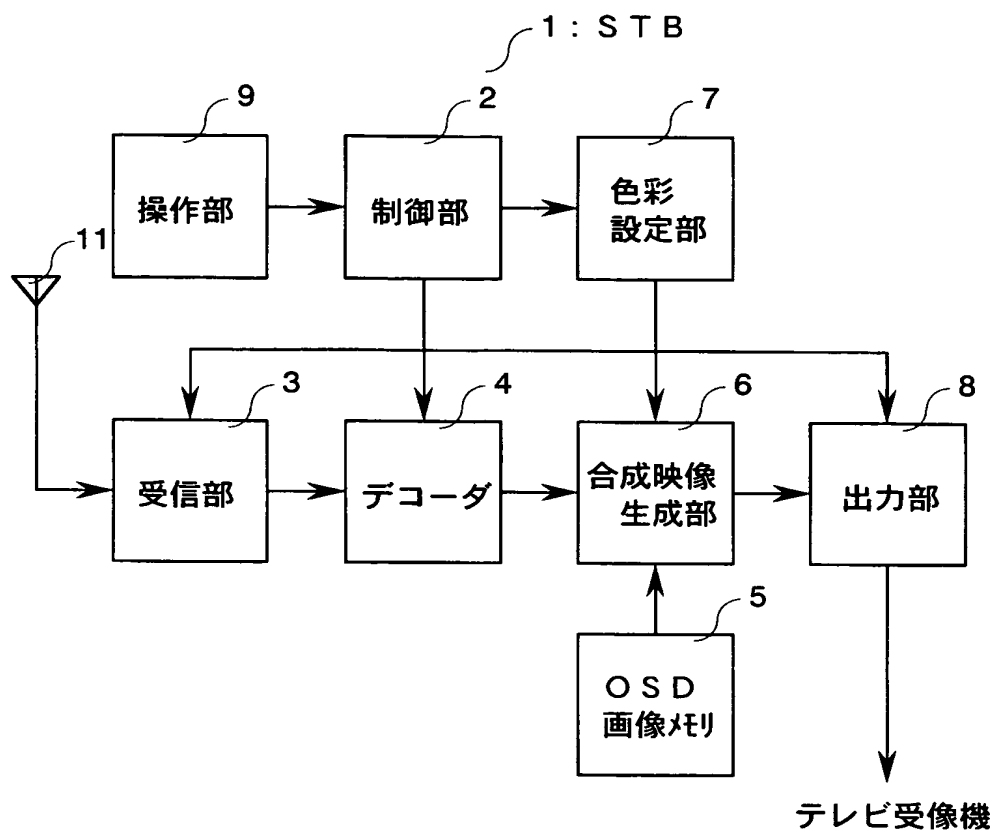 1：ＳＴＢ
9
2
7
操作部
制御部
色彩
設定部
11
3
4
6
8
受信部
デコーダ
合成映像
生成部
出力部
5
ＯＳＤ
画像ﾒﾓﾘ
テレビ受像機